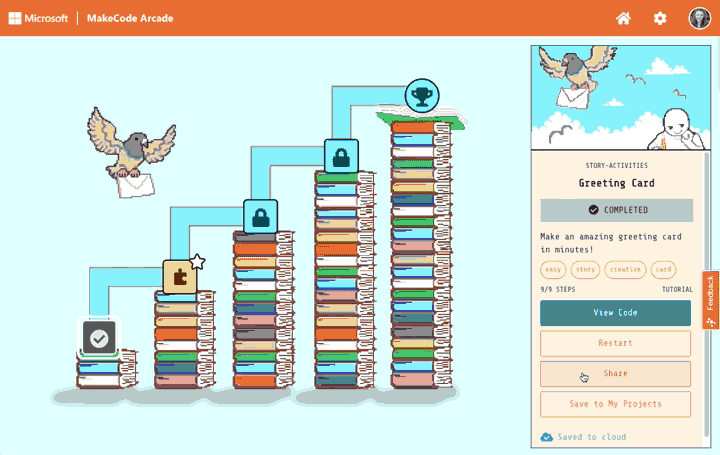 Microsoft MakeCode Arcade
STORY-ACTIVITIES
Greeting Card
COMPLETED
Make an amazing greeting card
in minutes!
easy story creative card
9/9 STEPS TUTORIAL
View Code
Restart
Share
Save to My Projects
Saved to cloud
Feedback